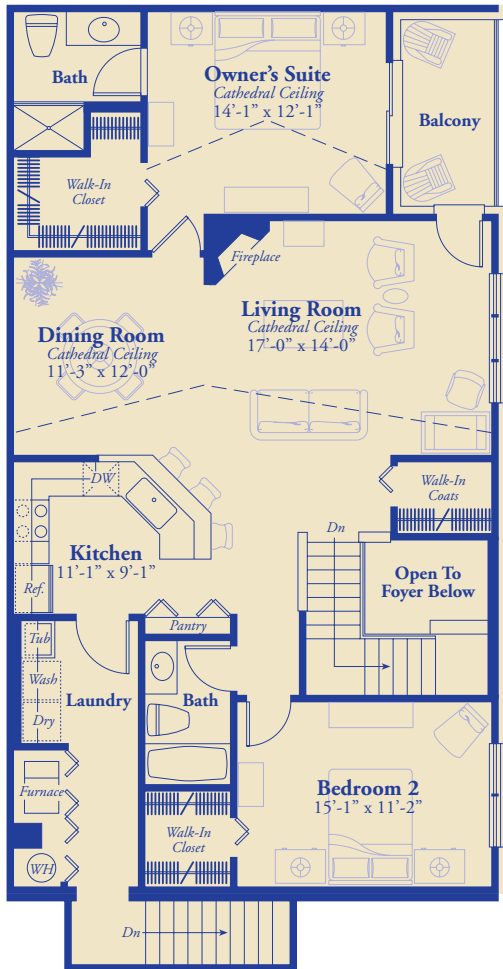 Bath
Owner’s Suite
Cathedral Ceiling
14’-1” x 12’-1”
Balcony
Walk-In
Closet
Fireplace
Dining Room
Cathedral Ceiling
11’-3” x 12’-0”
Living Room
Cathedral Ceiling
17’-0” x 14’-0”
DW
Walk-In
Coats
Kitchen
11’-1” x 9’-1”
Dn
Ref.
Open To
Foyer Below
Pantry
Tub
Wash
Dry
Laundry
Bath
Furnace
Bedroom 2
15’-1” x 11’-2”
Walk-In
Closet
WH
Dn